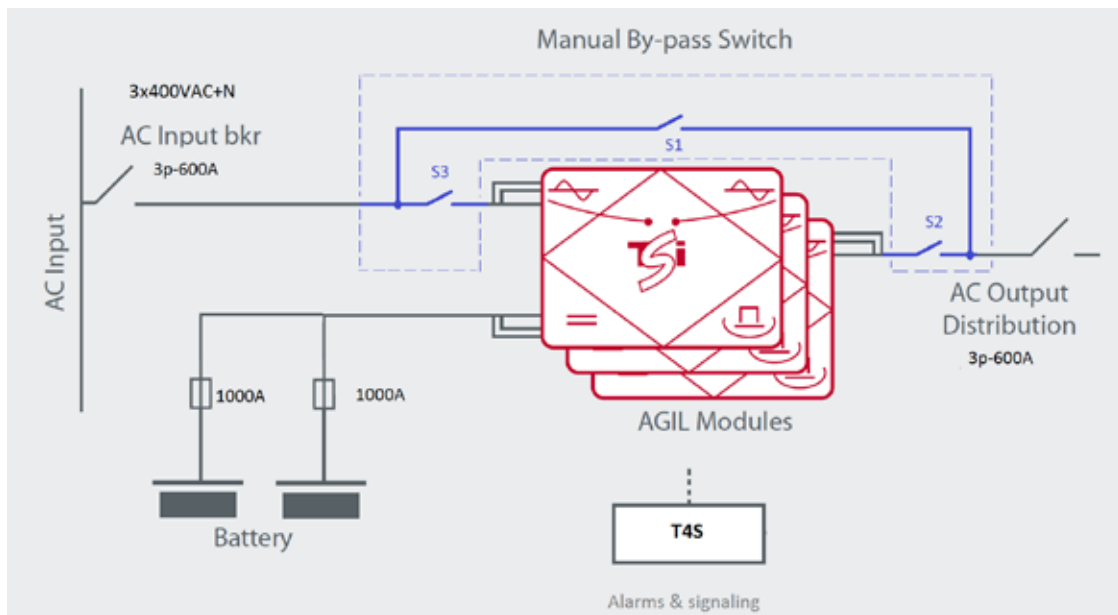 Manual By-pass Switch
3x400VAC+N
AC Input bkr
3p-600A
S1
S3
S2
TSi
AC Input
AC Output
Distribution
3p-600A
1000A
1000A
AGIL Modules
Battery
T4S
Alarms & signaling